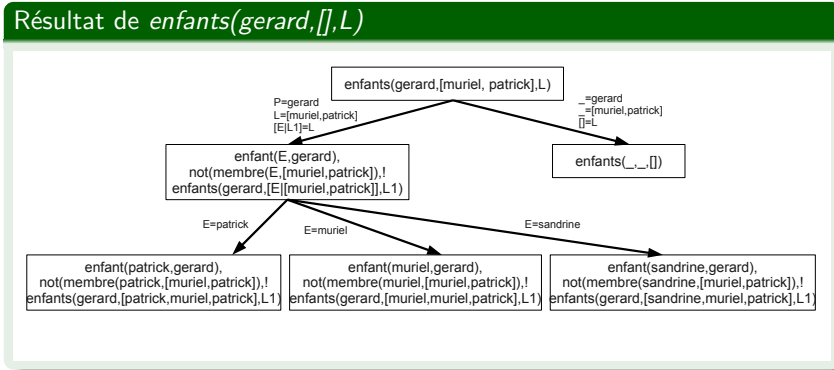 Résultat de enfants(gerard,[],L)
enfants(gerard,[muriel, patrick],L)
P=gerard
L=[muriel,patrick]
[E|L1]=L
_=gerard
_=[muriel,patrick]
[]=L
enfant(E,gerard),
not(membre(E,[muriel,patrick]),!
enfants(gerard,[E|[muriel,patrick]],L1)
enfants(_,_,[])
E=patrick
E=muriel
E=sandrine
enfant(patrick,gerard),
not(membre(patrick,[muriel,patrick]),!
enfants(gerard,[patrick,muriel,patrick],L1)
enfant(muriel,gerard),
not(membre(muriel,[muriel,patrick]),!
enfants(gerard,[muriel,muriel,patrick],L1)
enfant(sandrine,gerard),
not(membre(sandrine,[muriel,patrick]),!
enfants(gerard,[sandrine,muriel,patrick],L1)